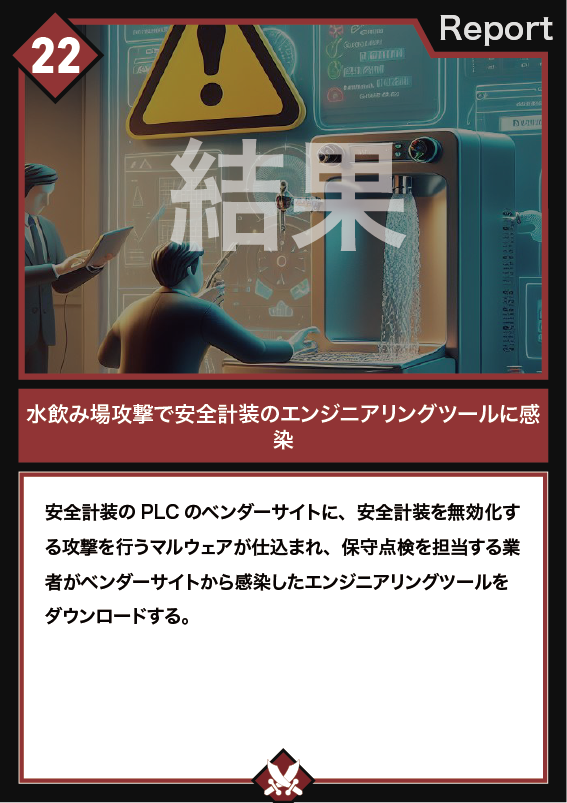 Report
22
結果
水飲み場攻撃で安全計装のエンジニアリングツールに感
染
安全計装の PLC のベンダーサイトに、安全計装を無効化す
る攻撃を行うマルウェアが仕込まれ、保守点検を担当する業
者がベンダーサイトから感染したエンジニアリングツールを
ダウンロードする。